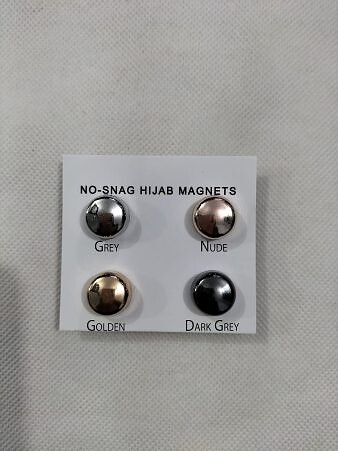 NO-SNAG HIJAB MAGNETS
GREY NUDE
GOLDEN DARK GREY